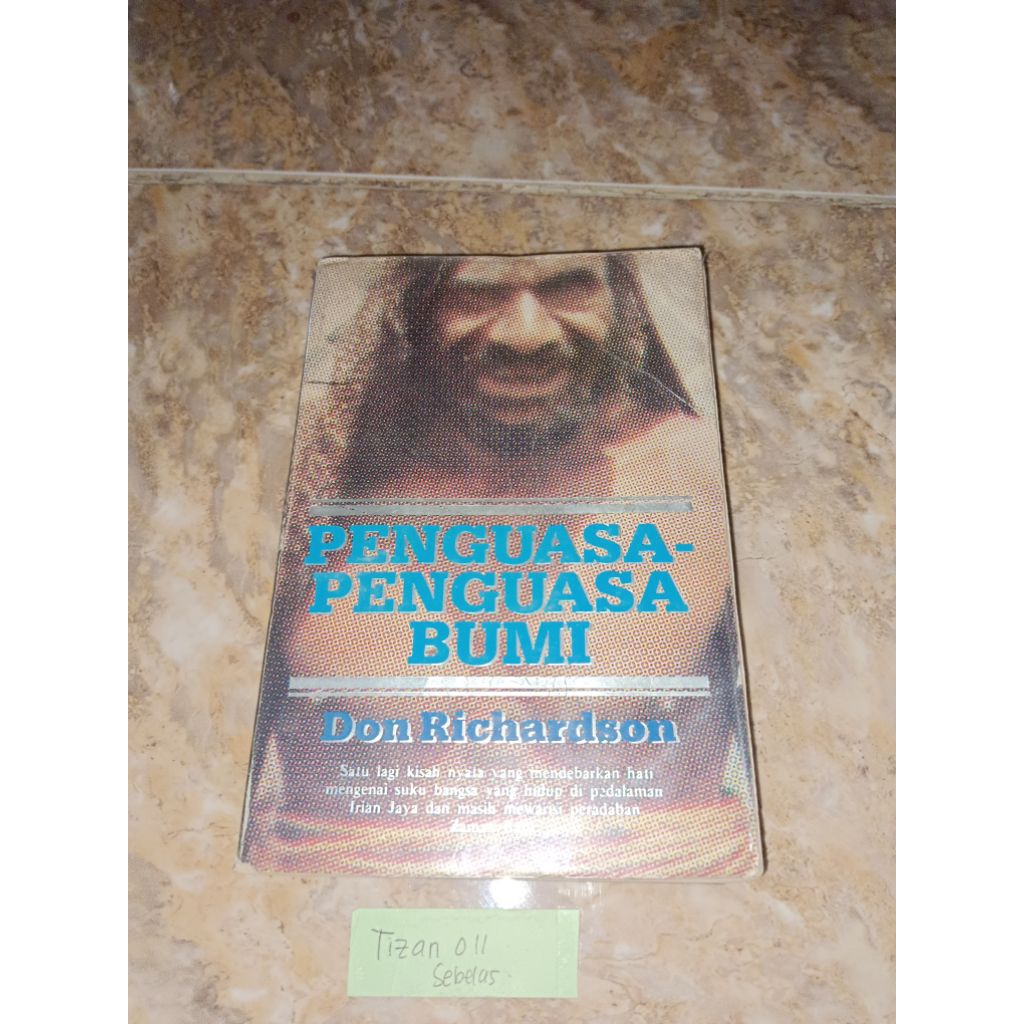 PENGUASA-
PENGUASA
BUMI
Don Richardson
Satu lagi kisah nyata yang mendebarkan hati
mengenai suku bangsa yang hidup di pedalaman
Irian Jaya dan masih mewarisi peradaban
Tizan 011
Sebelas